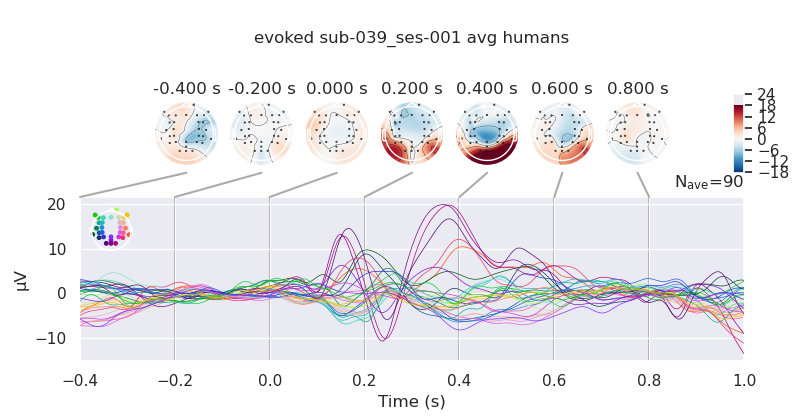 evoked sub-039_ses-001 avg humans
-0.400 s -0.200 s 0.000 s 0.200 s 0.400 s 0.600 s 0.800 s
24
18
12
6
0
−6
−12
−18
Nave=90
20
10
0
−10
µV
−0.4 −0.2 0.0 0.2 0.4 0.6 0.8 1.0
Time (s)